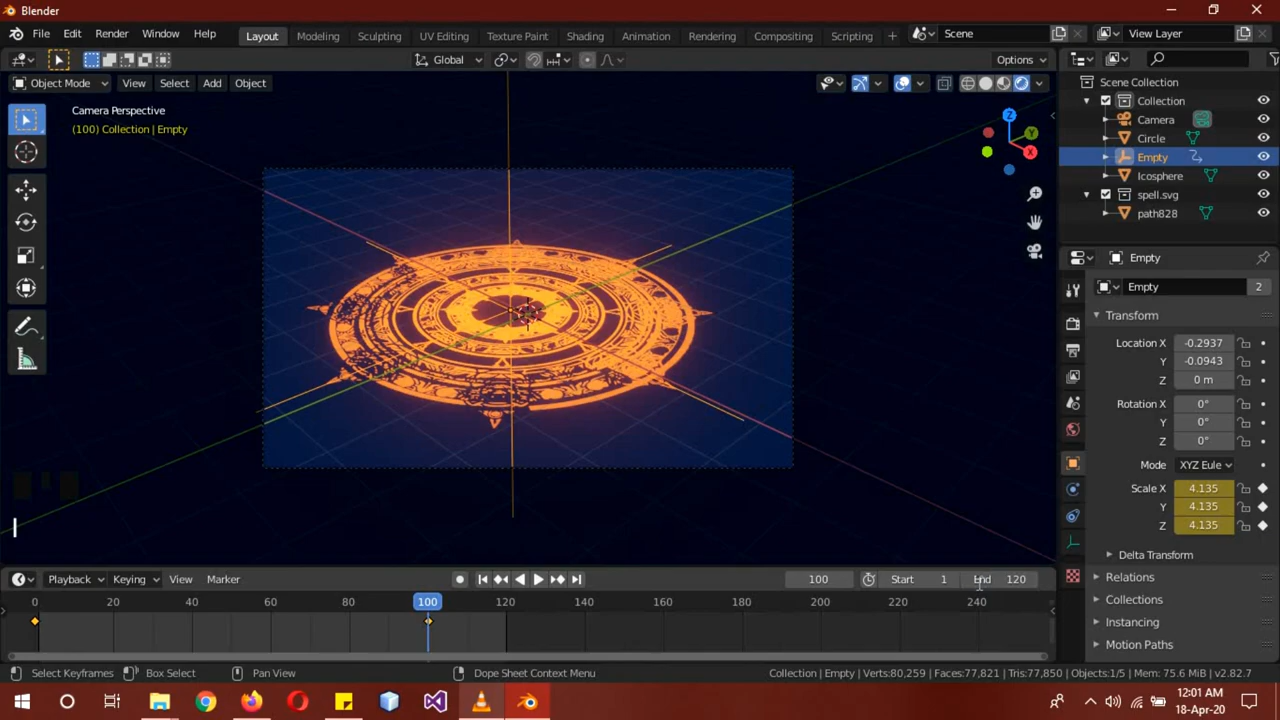 Blender
File Edit Render Window Help Layout Modeling Sculpting UV Editing Texture Paint Shading Animation Rendering Compositing Scripting Scene View Layer
Global Options
Object Mode View Select Add Object
Camera Perspective
(100) Collection | Empty
Z
Y
X
Scene Collection
Collection
Camera
Circle
Empty
Icosphere
spell.svg
path828
Empty
Empty 2
Transform
Location X -0.2937
Y -0.0943
Z 0 m
Rotation X 0°
Y 0°
Z 0°
Mode XYZ Eule
Scale X 4.135
Y 4.135
Z 4.135
Delta Transform
Relations
Collections
Instancing
Motion Paths
I
Playback Keying View Marker 100 Start 1 End 120
0 20 40 60 80 100 120 140 160 180 200 220 240
Select Keyframes Box Select Pan View Dope Sheet Context Menu Collection | Empty | Verts:80,259 | Faces:77,821 | Tris:77,850 | Objects:1/5 | Mem: 75.6 MiB | v2.82.7
12:01 AM
ENG
18-Apr-20